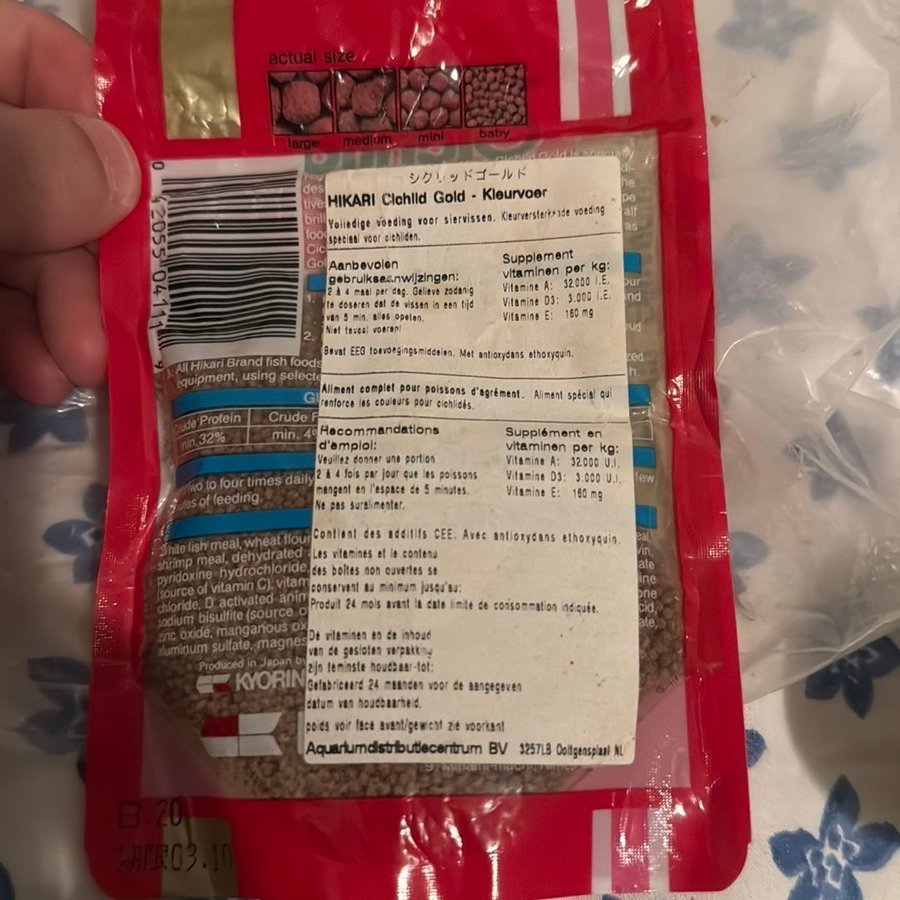 actual size
large medium mini baby
0 42055 04111 9
シクリッドゴールド
HIKARI Cichlid Gold - Kleurvoer
Volledige voeding voor siervissen. Kleurversterkende voeding
speciaal voor cichliden.
Aanbevolen
gebruiksaanwijzingen:
2 à 4 maal per dag. Gelieve zodanig
te doseren dat de vissen in een tijd
van 5 min. alles opeten.
Niet teveel voeren!
Supplement
vitaminen per kg:
Vitamine A: 32000 I.E.
Vitamine D3: 3.000 I.E.
Vitamine E: 160 mg
Bevat EEG toevoegingsmiddelen. Met antioxydans ethoxyquin.
Aliment complet pour poissons d'agrément. Aliment spécial qui
renforce les couleurs pour cichlidés.
Recommandations
d'emploi:
Veuillez donner une portion
2 à 4 fois par jour que les poissons
mangent en l'espace de 5 minutes.
Ne pas suralimenter.
Supplément en
vitaminen per kg:
Vitamine A: 32.000 U.I.
Vitamine D3: 3.000 U.I.
Vitamine E: 160 mg
Contient des additifs CEE. Avec antioxydans ethoxyquin.
Les vitamines et le contenu
des boîtes non ouvertes se
conservent au minimum jusqu'au:
Produit 24 mois avant la date limite de consommation indiquée.
De vitaminen en de inhoud
van de gesloten verpakking
zijn teminste houdbaar-tot:
Gefabriceerd 24 maanden voor de aangegeven
datum van houdbaarheid.
poids voir face avant/gewicht zie voorkant
Aquariumdistributiecentrum BV 3257LB Ooltgensplaat NL
All Hikari Brand fish foods
equipment, using
Crude Protein Crude
min.32% min.
two to four times daily few
of feeding.
white fish meal, wheat flour
shrimp meal, dehydrated
pyridoxine hydrochloride
(source of vitamin C),
chloride, D activated
sodium bisulfite (source
zinc oxide, manganous
aluminum sulfate,
Produced in Japan by
KYORIN
B.20
03.10